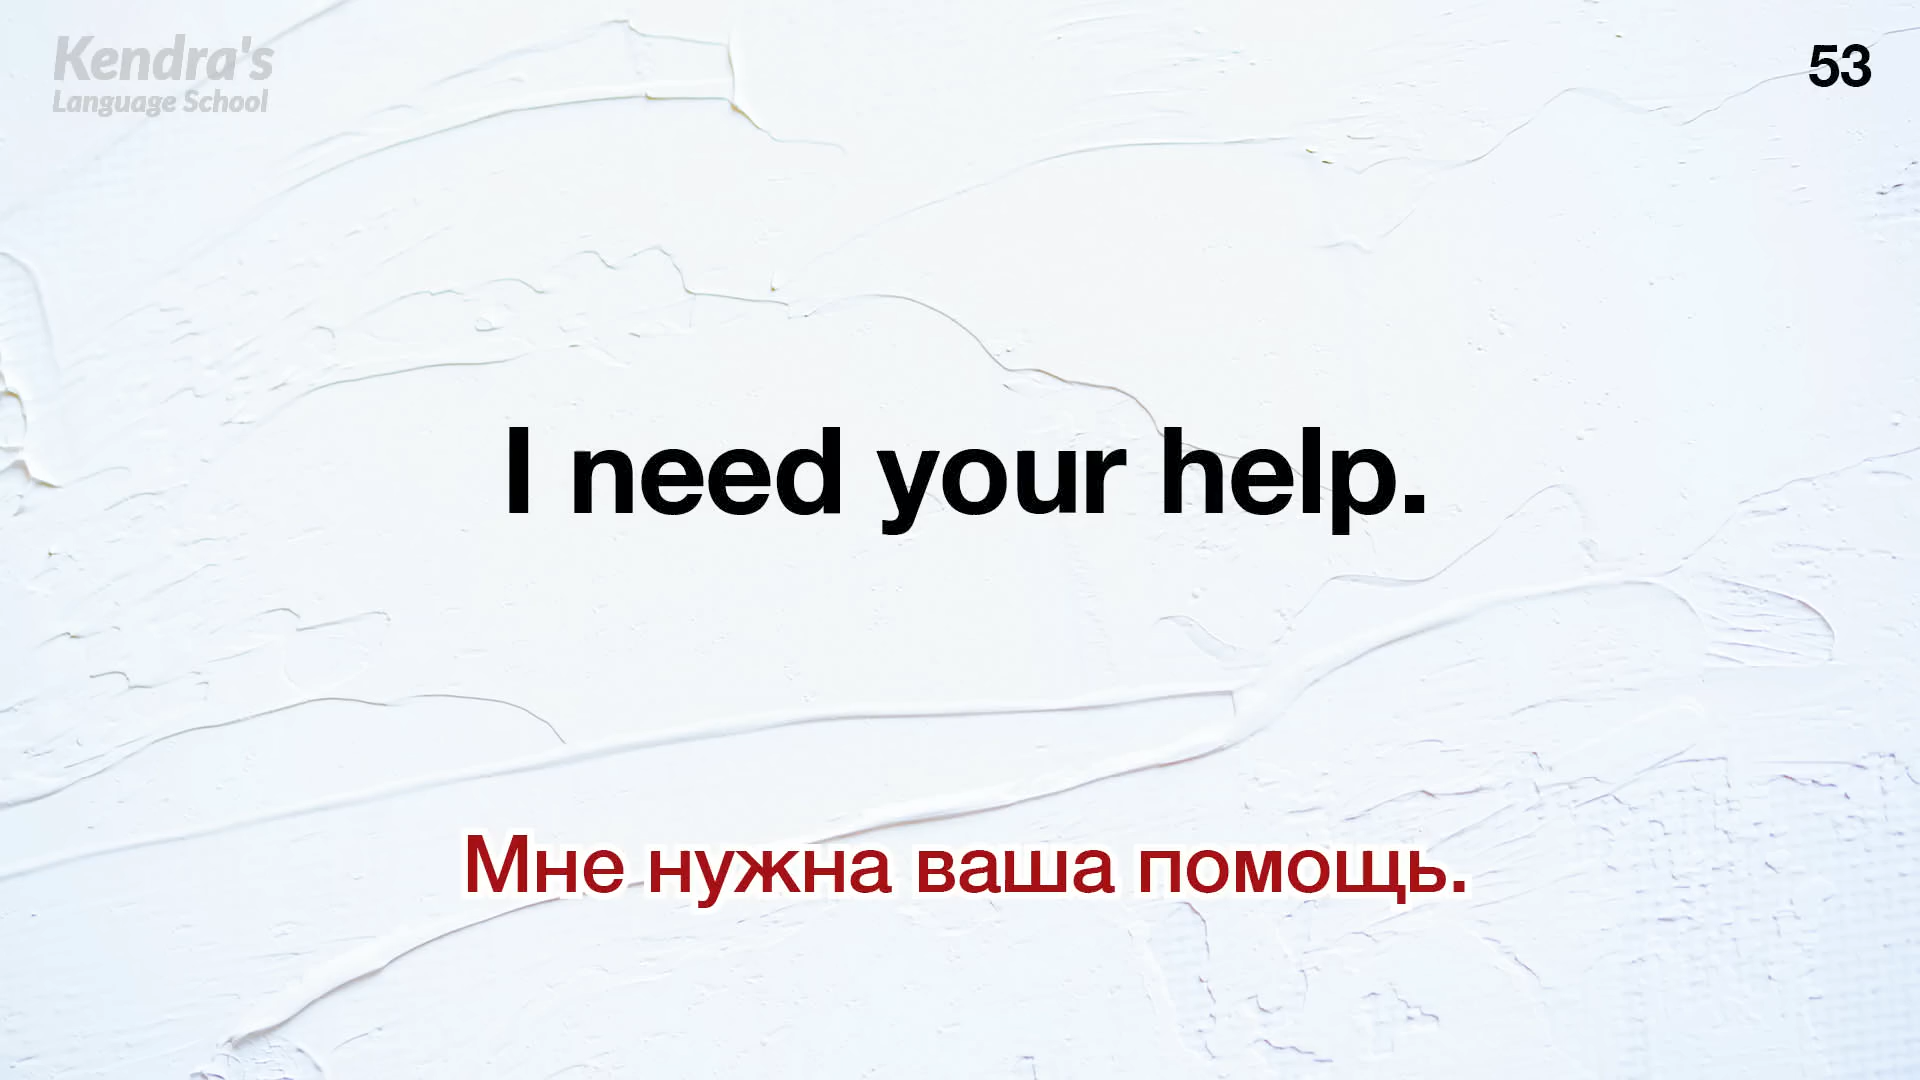 Kendra's
Language School
53
I need your help.
Мне нужна ваша помощь.